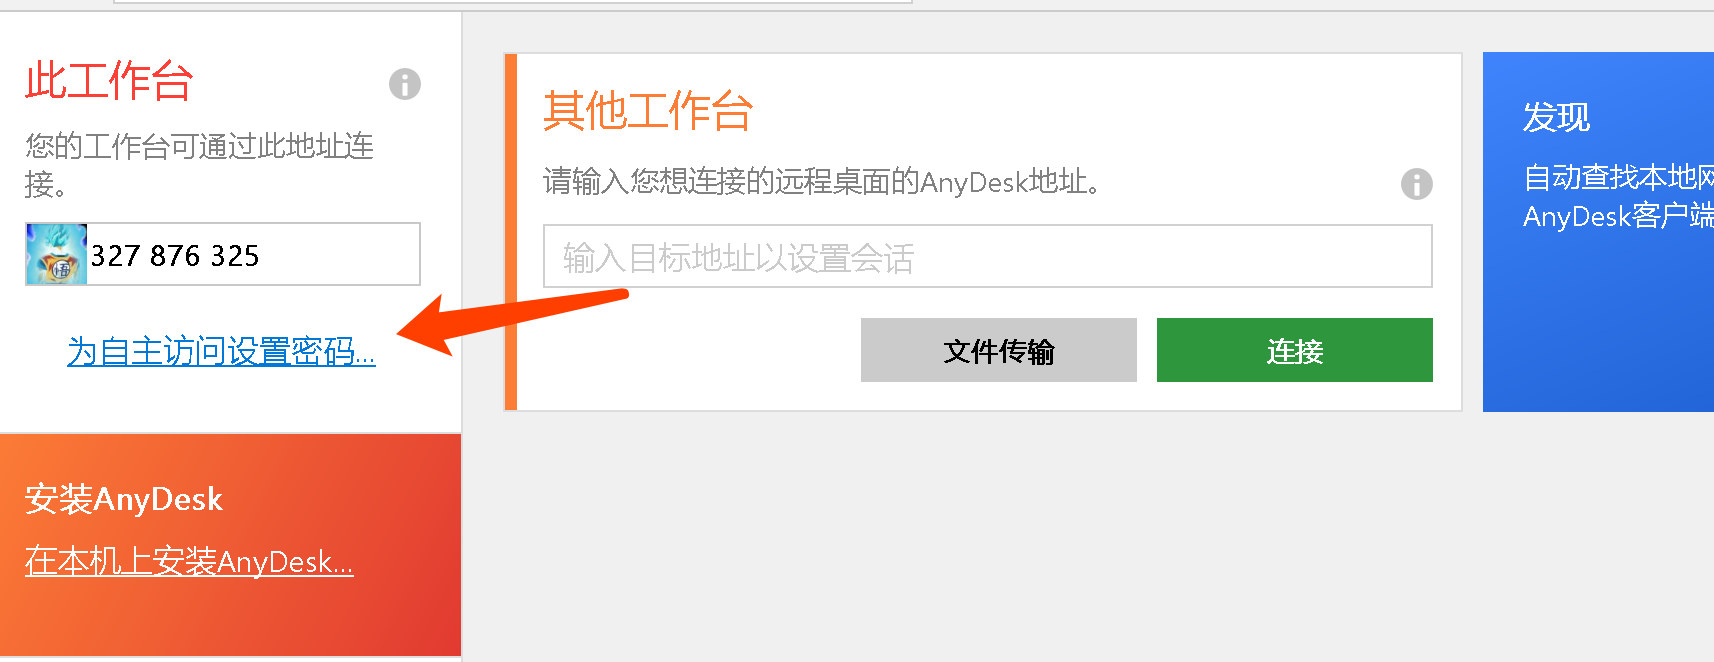 此工作台
您的工作台可通过此地址连
接。
327 876 325
为自主访问设置密码...
安装AnyDesk
在本机上安装AnyDesk...
其他工作台
请输入您想连接的远程桌面的AnyDesk地址。
输入目标地址以设置会话
文件传输
连接
发现
自动查找本地网
AnyDesk客户端